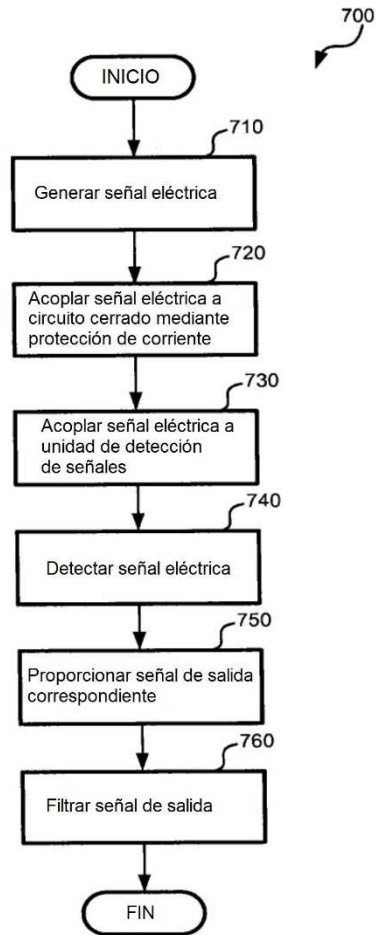 700
INICIO
710
Generar señal eléctrica
720
Acoplar señal eléctrica a
circuito cerrado mediante
protección de corriente
730
Acoplar señal eléctrica a
unidad de detección
de señales
740
Detectar señal eléctrica
750
Proporcionar señal de salida
correspondiente
760
Filtrar señal de salida
FIN